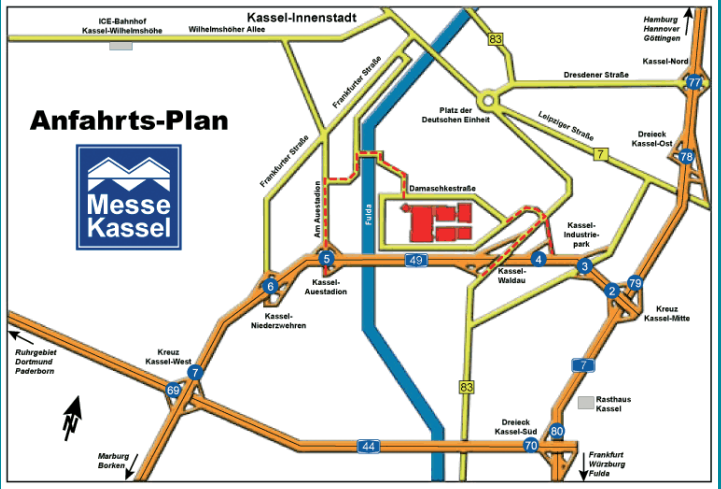 ICE-Bahnhof
Kassel-Wilhelmshöhe
Wilhelmshöher Allee
Kassel-Innenstadt
83
Hamburg
Hannover
Göttingen
Kassel-Nord
77
Dresdener Straße
Frankfurter Straße
Platz der
Deutschen Einheit
Leipziger Straße
7
Dreieck
Kassel-Ost
78
Anfahrts-Plan
Messe
Kassel
Frankfurter Straße
Am Auestadion
Fulda
Damaschkestraße
Kassel-
Industrie-
park
5
49
4
3
Kassel-
Waldau
Kassel-
Auestadion
6
2
79
Kassel-
Niederzwehren
Kreuz
Kassel-Mitte
Ruhrgebiet
Dortmund
Paderborn
Kreuz
Kassel-West
7
69
7
83
Rasthaus
Kassel
N
Dreieck
Kassel-Süd
80
44
70
Marburg
Borken
Frankfurt
Würzburg
Fulda